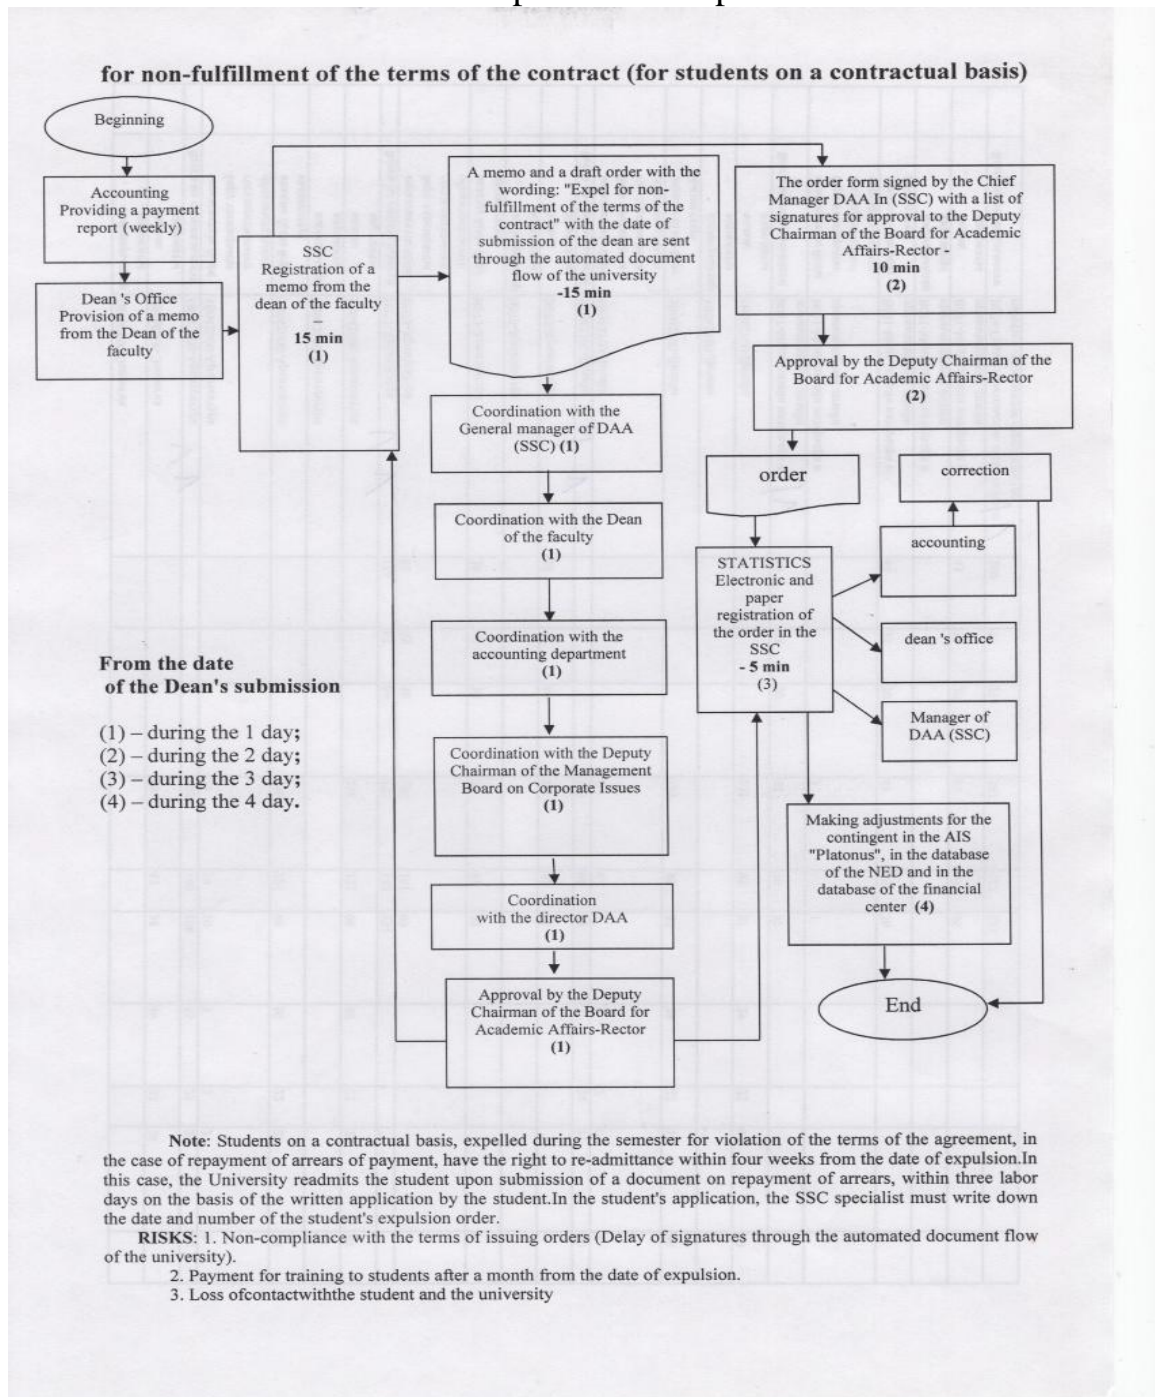 for non-fulfillment of the terms of the contract (for students on a contractual basis)
Beginning
Accounting
Providing a payment
report (weekly)
Dean 's Office
Provision of a memo
from the Dean of the
faculty
SSC
Registration of a
memo from the
dean of the faculty
–
15 min
(1)
A memo and a draft order with the
wording: "Expel for non-
fulfillment of the terms of the
contract" with the date of
submission of the dean are sent
through the automated document
flow of the university
-15 min
(1)
Coordination with the
General manager of DAA
(SSC) (1)
Coordination with the Dean
of the faculty
(1)
Coordination with the
accounting department
(1)
Coordination with the Deputy
Chairman of the Management
Board on Corporate Issues
(1)
Coordination
with the director DAA
(1)
Approval by the Deputy
Chairman of the Board for
Academic Affairs-Rector
(1)
The order form signed by the Chief
Manager DAA In (SSC) with a list of
signatures for approval to the Deputy
Chairman of the Board for Academic
Affairs-Rector -
10 min
(2)
Approval by the Deputy Chairman of the
Board for Academic Affairs-Rector
(2)
order
correction
STATISTICS
Electronic and
paper
registration of
the order in the
SSC
- 5 min
(3)
accounting
dean 's office
Manager of
DAA (SSC)
Making adjustments for the
contingent in the AIS
"Platonus", in the database
of the NED and in the
database of the financial
center (4)
End
From the date
of the Dean's submission
(1) – during the 1 day;
(2) – during the 2 day;
(3) – during the 3 day;
(4) – during the 4 day.
Note: Students on a contractual basis, expelled during the semester for violation of the terms of the agreement, in
the case of repayment of arrears of payment, have the right to re-admittance within four weeks from the date of expulsion.In
this case, the University readmits the student upon submission of a document on repayment of arrears, within three labor
days on the basis of the written application by the student.In the student's application, the SSC specialist must write down
the date and number of the student's expulsion order.
RISKS: 1. Non-compliance with the terms of issuing orders (Delay of signatures through the automated document flow
of the university).
2. Payment for training to students after a month from the date of expulsion.
3. Loss ofcontactwiththe student and the university